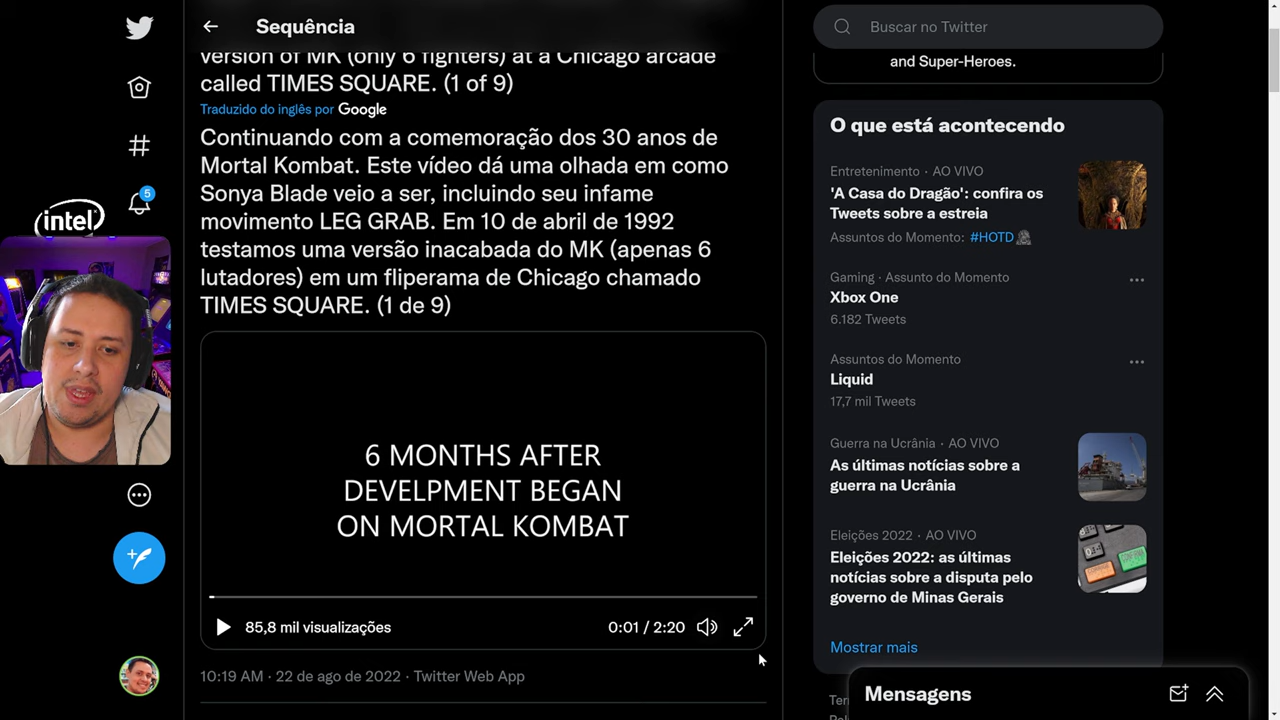 Sequência
Buscar no Twitter
version of MK (only 6 fighters) at a Chicago arcade
called TIMES SQUARE. (1 of 9)
Traduzido do inglês por Google
Continuando com a comemoração dos 30 anos de
Mortal Kombat. Este vídeo dá uma olhada em como
Sonya Blade veio a ser, incluindo seu infame
movimento LEG GRAB. Em 10 de abril de 1992
testamos uma versão inacabada do MK (apenas 6
lutadores) em um fliperama de Chicago chamado
TIMES SQUARE. (1 de 9)
5
intel
6 MONTHS AFTER
DEVELPMENT BEGAN
ON MORTAL KOMBAT
85,8 mil visualizações
0:01 / 2:20
10:19 AM · 22 de ago de 2022 · Twitter Web App
and Super-Heroes.
O que está acontecendo
Entretenimento · AO VIVO
'A Casa do Dragão': confira os
Tweets sobre a estreia
Assuntos do Momento: #HOTD
Gaming · Assunto do Momento
Xbox One
6.182 Tweets
Assuntos do Momento
Liquid
17,7 mil Tweets
Guerra na Ucrânia · AO VIVO
As últimas notícias sobre a
guerra na Ucrânia
Eleições 2022 · AO VIVO
Eleições 2022: as últimas
notícias sobre a disputa pelo
governo de Minas Gerais
Mostrar mais
Mensagens